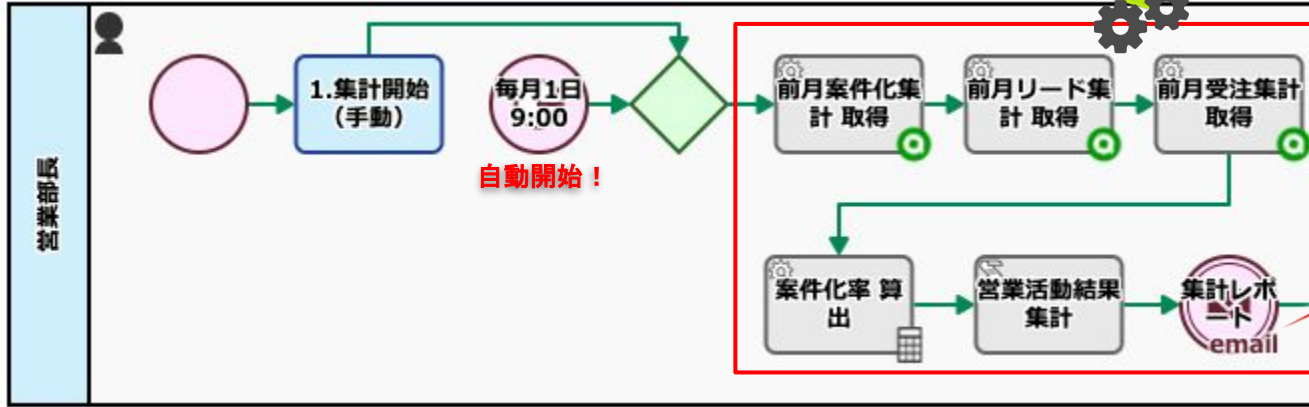 営業部長
1.集計開始
（手動）
毎月1日
9:00
自動開始！
前月案件化集
計 取得
前月リード集
計 取得
前月受注集計
取得
案件化率 算
出
営業活動結果
集計
集計レポ
ート
email